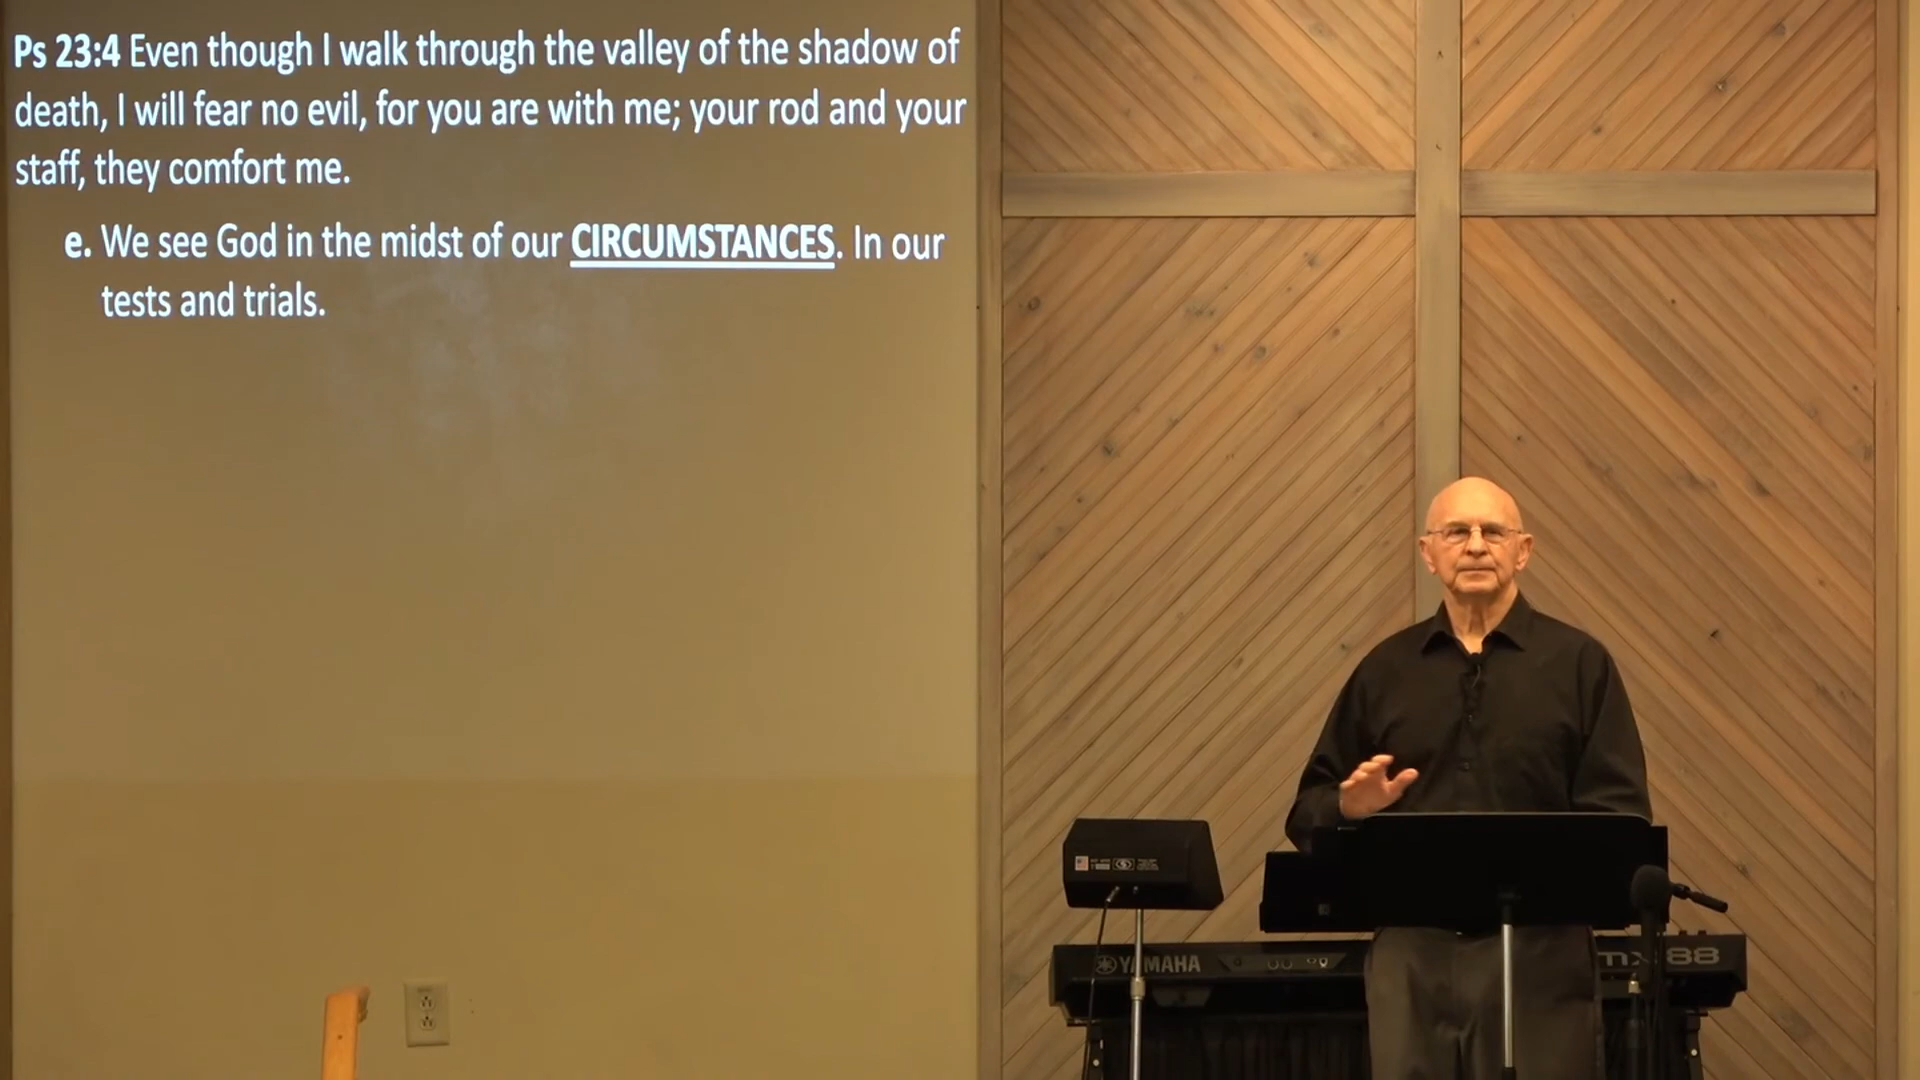 Ps 23:4 Even though I walk through the valley of the shadow of
death, I will fear no evil, for you are with me; your rod and your
staff, they comfort me.
e. We see God in the midst of our CIRCUMSTANCES. In our
tests and trials.
YAMAHA
mx 88